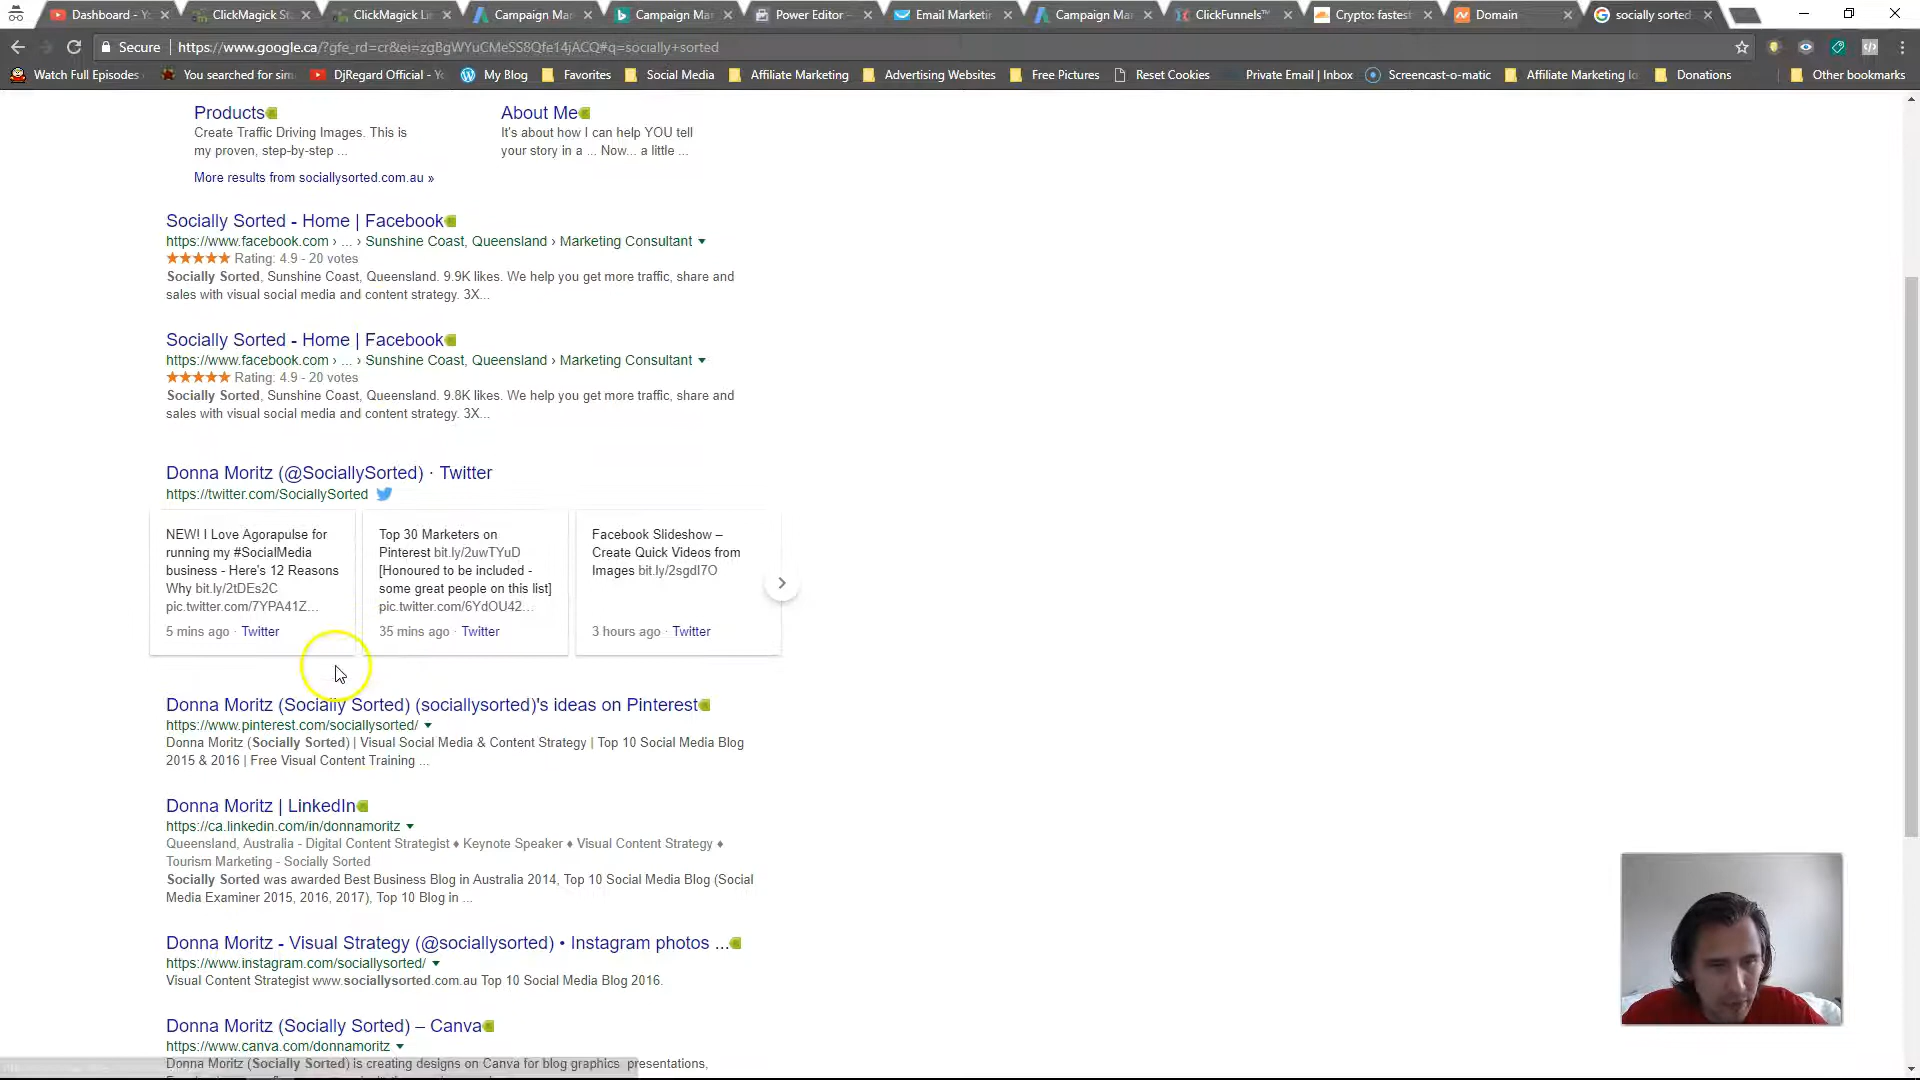 Dashboard - Yo
ClickMagick St
ClickMagick Li
Campaign Ma
Campaign Ma
Power Editor -
Email Marketin
Campaign Ma
ClickFunnels™
Crypto: fastest
Domain
socially sorted
Secure
https://www.google.ca/?gfe_rd=cr&ei=zgBgWYuCMeSS8Qfe14jACQ#q=socially+sorted
Watch Full Episodes
You searched for sim
DjRegard Official - Yo
My Blog
Favorites
Social Media
Affiliate Marketing
Advertising Websites
Free Pictures
Reset Cookies
Private Email | Inbox
Screencast-o-matic
Affiliate Marketing Id
Donations
Other bookmarks
Products
About Me
Create Traffic Driving Images. This is
my proven, step-by-step ...
It's about how I can help YOU tell
your story in a ... Now... a little ...
More results from sociallysorted.com.au »
Socially Sorted - Home | Facebook
https://www.facebook.com › ... › Sunshine Coast, Queensland › Marketing Consultant
Rating: 4.9 - 20 votes
Socially Sorted, Sunshine Coast, Queensland. 9.9K likes. We help you get more traffic, share and
sales with visual social media and content strategy. 3X...
Socially Sorted - Home | Facebook
https://www.facebook.com › ... › Sunshine Coast, Queensland › Marketing Consultant
Rating: 4.9 - 20 votes
Socially Sorted, Sunshine Coast, Queensland. 9.8K likes. We help you get more traffic, share and
sales with visual social media and content strategy. 3X...
Donna Moritz (@SociallySorted) · Twitter
https://twitter.com/SociallySorted
NEW! I Love Agorapulse for
running my #SocialMedia
business - Here's 12 Reasons
Why bit.ly/2tDEs2C
pic.twitter.com/7YPA41Z...
5 mins ago · Twitter
Top 30 Marketers on
Pinterest bit.ly/2uwTYuD
[Honoured to be included -
some great people on this list]
pic.twitter.com/6YdOU42...
35 mins ago · Twitter
Facebook Slideshow –
Create Quick Videos from
Images bit.ly/2sgdI7O
3 hours ago · Twitter
Donna Moritz (Socially Sorted) (sociallysorted)'s ideas on Pinterest
https://www.pinterest.com/sociallysorted/
Donna Moritz (Socially Sorted) | Visual Social Media & Content Strategy | Top 10 Social Media Blog
2015 & 2016 | Free Visual Content Training ...
Donna Moritz | LinkedIn
https://ca.linkedin.com/in/donnamoritz
Queensland, Australia - Digital Content Strategist ♦ Keynote Speaker ♦ Visual Content Strategy ♦
Tourism Marketing - Socially Sorted
Socially Sorted was awarded Best Business Blog in Australia 2014, Top 10 Social Media Blog (Social
Media Examiner 2015, 2016, 2017), Top 10 Blog in ...
Donna Moritz - Visual Strategy (@sociallysorted) • Instagram photos ...
https://www.instagram.com/sociallysorted/
Visual Content Strategist www.sociallysorted.com.au Top 10 Social Media Blog 2016.
Donna Moritz (Socially Sorted) – Canva
https://www.canva.com/donnamoritz
Donna Moritz (Socially Sorted) is creating designs on Canva for blog graphics presentations,